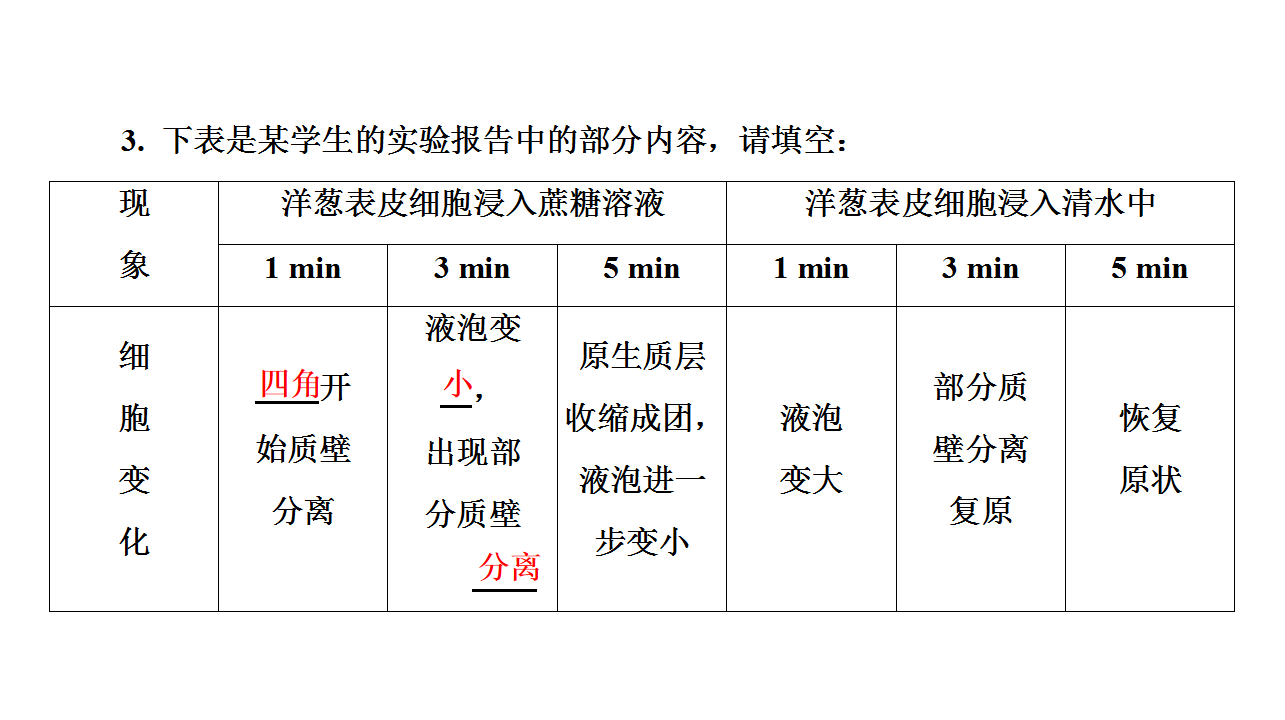 3. 下表是某学生的实验报告中的部分内容，请填空：
现
象
洋葱表皮细胞浸入蔗糖溶液
洋葱表皮细胞浸入清水中
1 min
3 min
5 min
1 min
3 min
5 min
细
胞
变
化
四角开
始质壁
分离
液泡变
小，
出现部
分质壁
分离
原生质层
收缩成团，
液泡进一
步变小
液泡
变大
部分质
壁分离
复原
恢复
原状